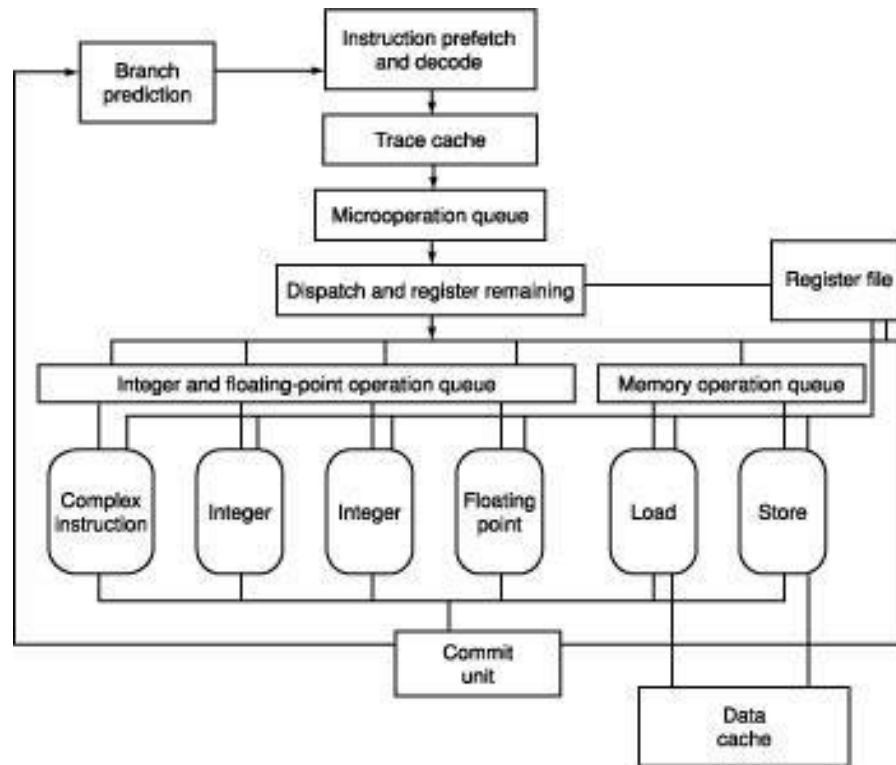 Instruction prefetch
and decode
Branch
prediction
Trace cache
Microoperation queue
Register file
Dispatch and register remaining
Integer and floating-point operation queue
Memory operation queue
Complex
instruction
Integer
Integer
Floating
point
Load
Store
Commit
unit
Data
cache